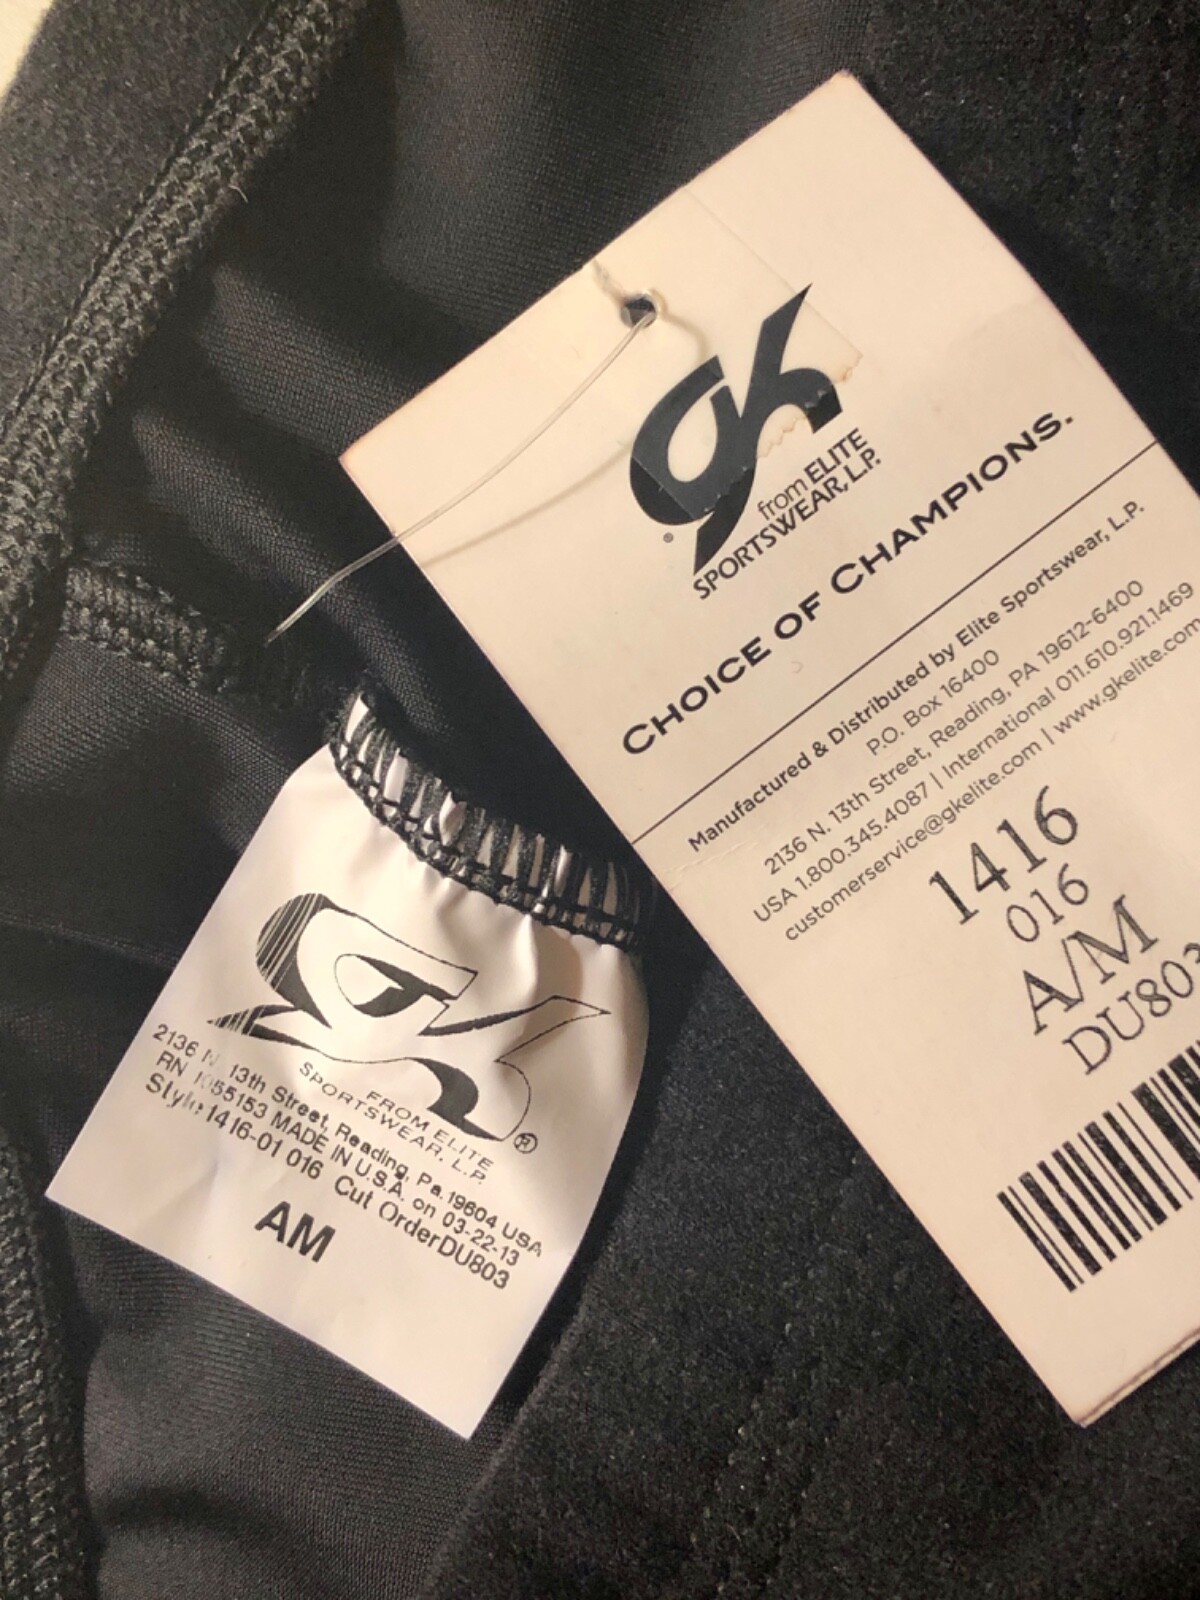 GK
from ELITE
SPORTSWEAR, L.P.
®
CHOICE OF CHAMPIONS.
Manufactured & Distributed by Elite Sportswear, L.P.
P.O. Box 16400
2136 N. 13th Street, Reading, PA 19612-6400
USA 1.800.345.4087 | International 011.610.921.1469
customerservice@gkelite.com | www.gkelite.com
1416
016
A/M
DU803
GK
FROM ELITE
SPORTSWEAR, L.P.
®
2136 N. 13th Street, Reading, Pa. 19604 USA
RN 1055153 MADE IN U.S.A. on 03-22-13
Style 1416-01 016 Cut Order DU803
AM